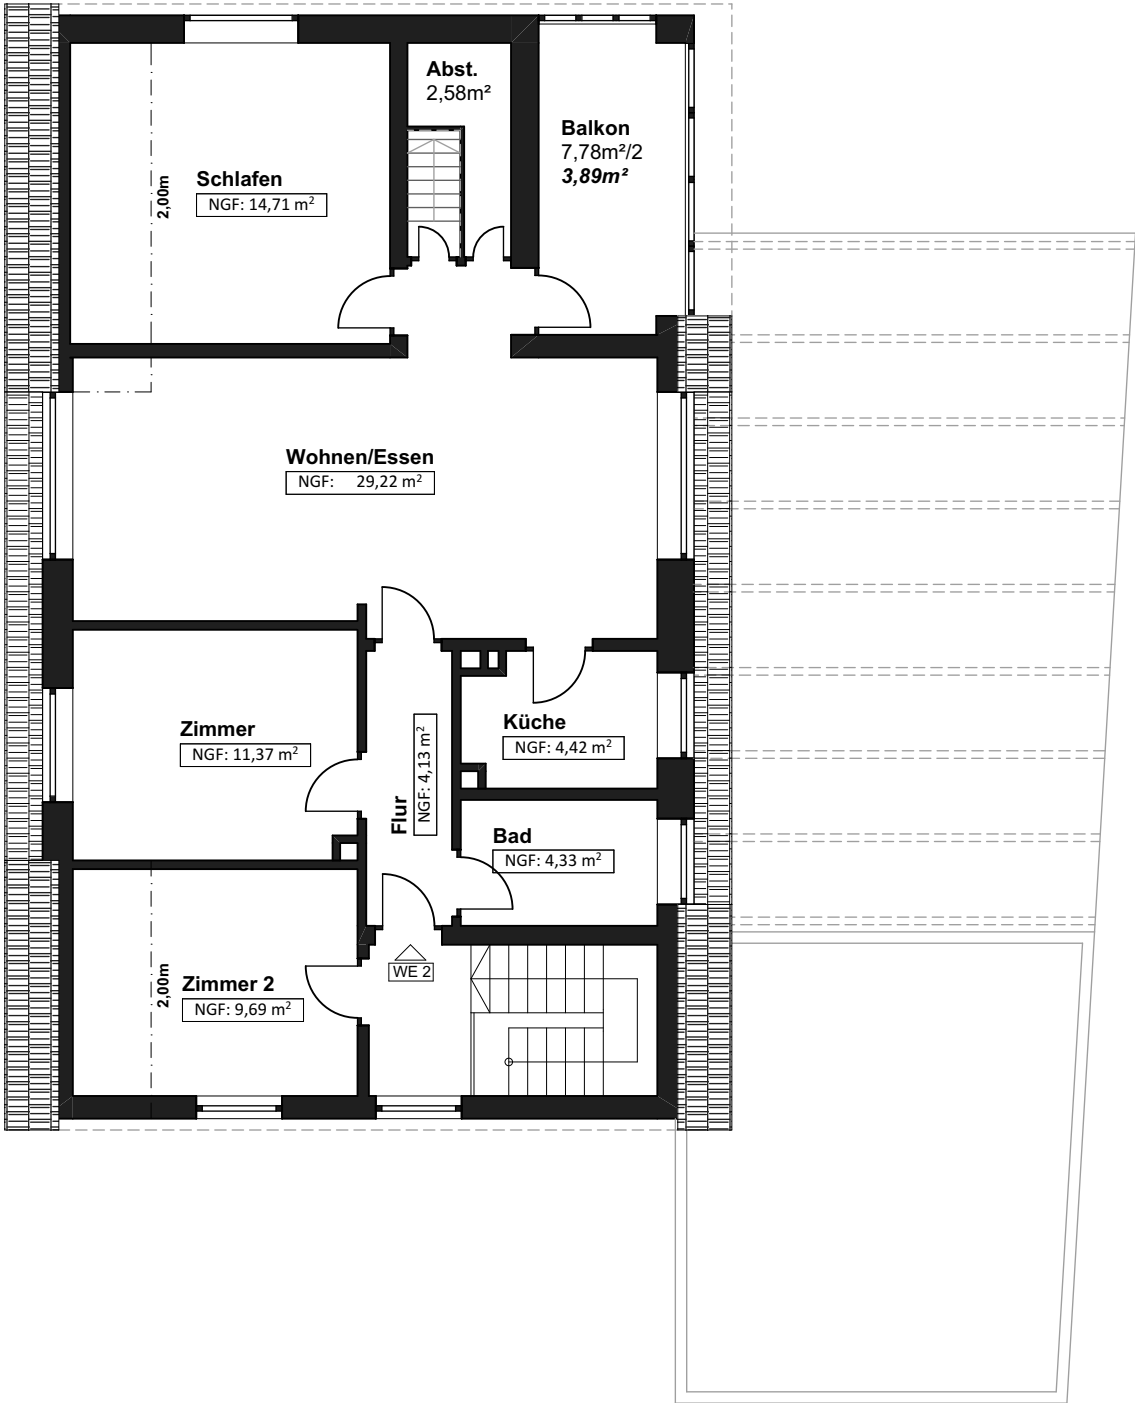 Abst.
2,58m²
Balkon
7,78m²/2
3,89m²
Schlafen
NGF: 14,71 m²
2,00m
Wohnen/Essen
NGF: 29,22 m²
Zimmer
NGF: 11,37 m²
Flur
NGF: 4,13 m²
Küche
NGF: 4,42 m²
Bad
NGF: 4,33 m²
WE 2
Zimmer 2
NGF: 9,69 m²
2,00m